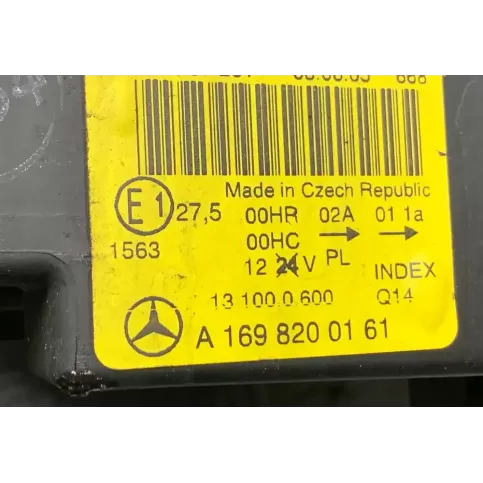 Made in Czech Republic
E1 27,5 00HR 02A 01 1a
1563 00HC → →
12 24 V PL INDEX
13 100 0 600 Q14
A 169 820 01 61